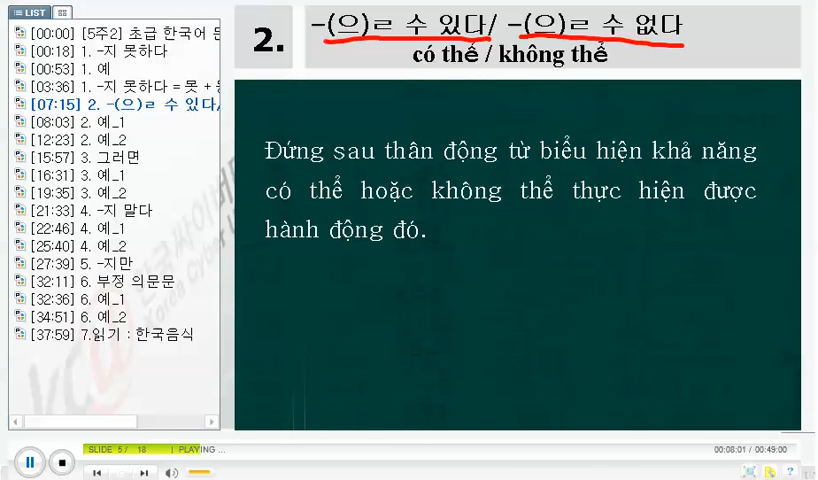 LIST
[00:00] [5주2] 초급 한국어 문
[00:18] 1. -지 못하다
[00:53] 1. 예
[03:36] 1. -지 못하다 = 못 +
[07:15] 2. -(으)ㄹ 수 있다/
[08:03] 2. 예_1
[12:23] 2. 예_2
[15:57] 3. 그러면
[16:31] 3. 예_1
[19:35] 3. 예_2
[21:33] 4. -지 말다
[22:46] 4. 예_1
[25:40] 4. 예_2
[27:39] 5. -지만
[32:11] 6. 부정 의문문
[32:36] 6. 예_1
[34:51] 6. 예_2
[37:59] 7.읽기 : 한국음식
2.
-(으)ㄹ 수 있다/ -(으)ㄹ 수 없다
có thể / không thể
Đứng sau thân động từ biểu hiện khả năng
có thể hoặc không thể thực hiện được
hành động đó.
SLIDE 5 / 18 | PLAYING ...
00:08:01 / 00:49:00